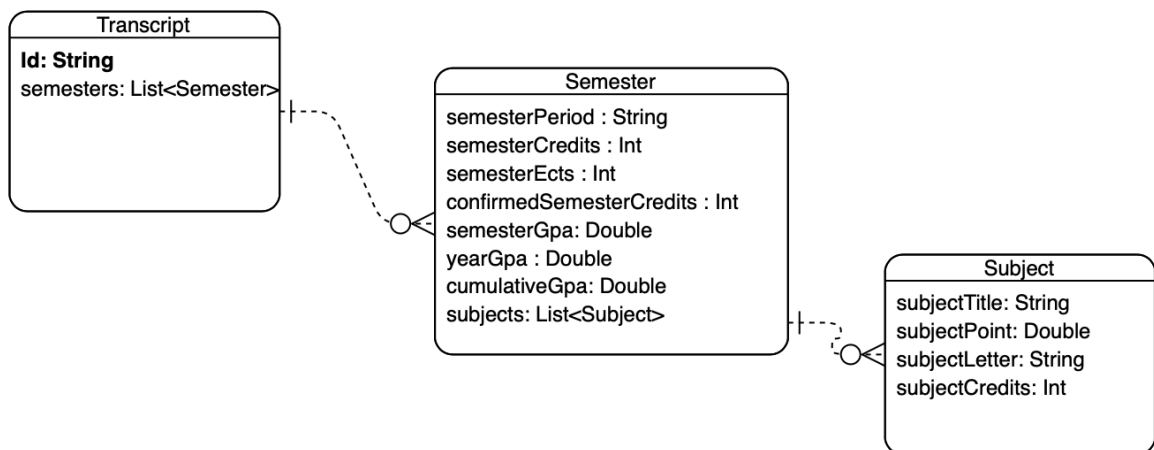 Transcript
Id: String
semesters: List<Semester>
Semester
semesterPeriod : String
semesterCredits : Int
semesterEcts : Int
confirmedSemesterCredits : Int
semesterGpa: Double
yearGpa : Double
cumulativeGpa: Double
subjects: List<Subject>
Subject
subjectTitle: String
subjectPoint: Double
subjectLetter: String
subjectCredits: Int